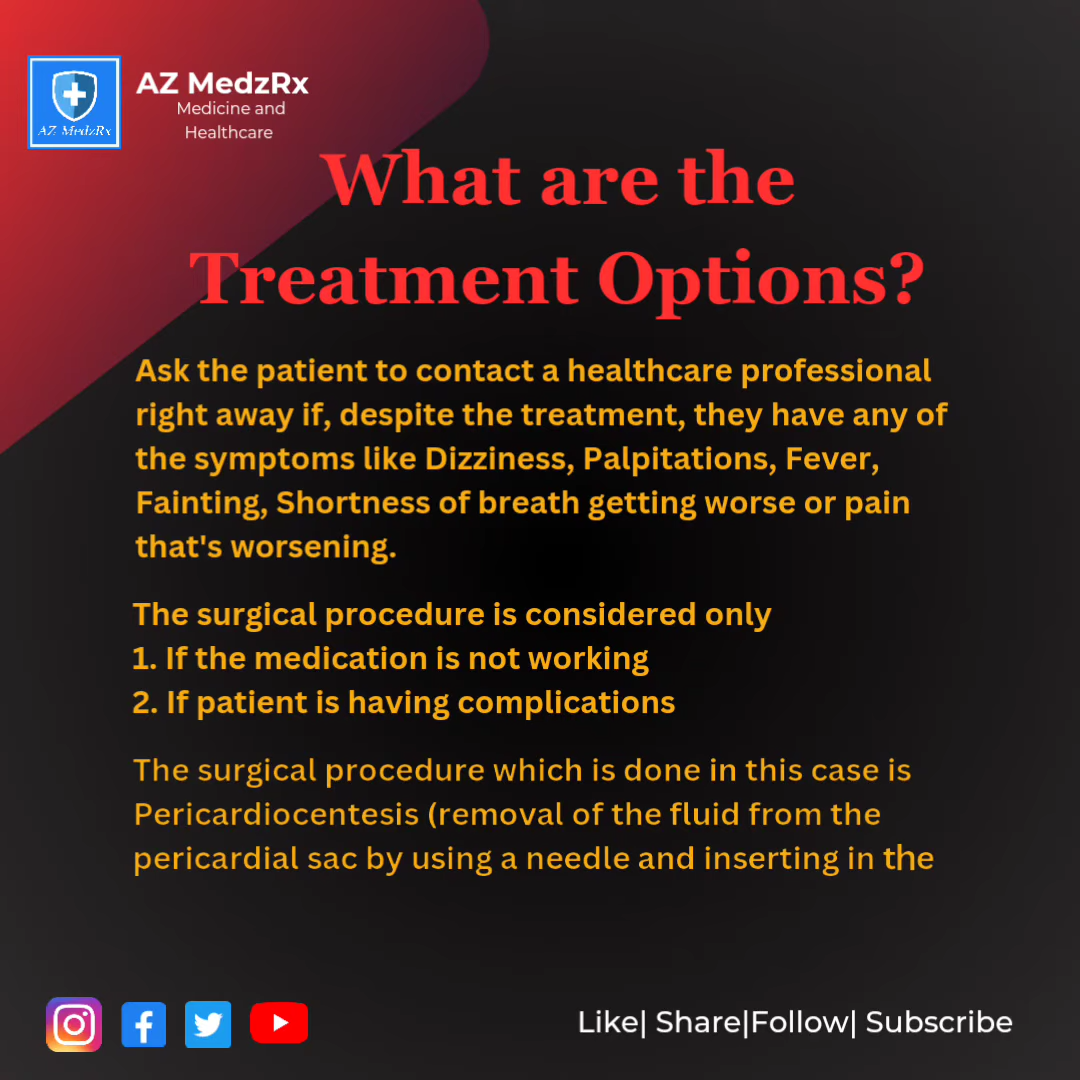 AZ MedzRx
AZ MedzRx
Medicine and
Healthcare
What are the
Treatment Options?
Ask the patient to contact a healthcare professional
right away if, despite the treatment, they have any of
the symptoms like Dizziness, Palpitations, Fever,
Fainting, Shortness of breath getting worse or pain
that's worsening.
The surgical procedure is considered only
1. If the medication is not working
2. If patient is having complications
The surgical procedure which is done in this case is
Pericardiocentesis (removal of the fluid from the
pericardial sac by using a needle and inserting in the
Like| Share|Follow| Subscribe